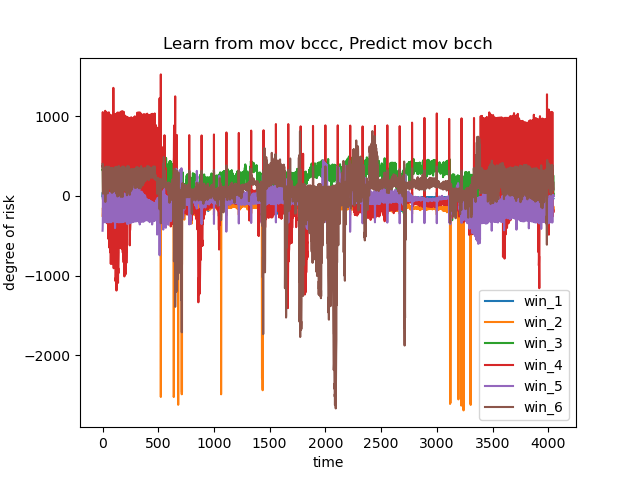 Learn from mov bccc, Predict mov bcch
degree of risk
1000
0
−1000
−2000
0 500 1000 1500 2000 2500 3000 3500 4000
time
win_1
win_2
win_3
win_4
win_5
win_6